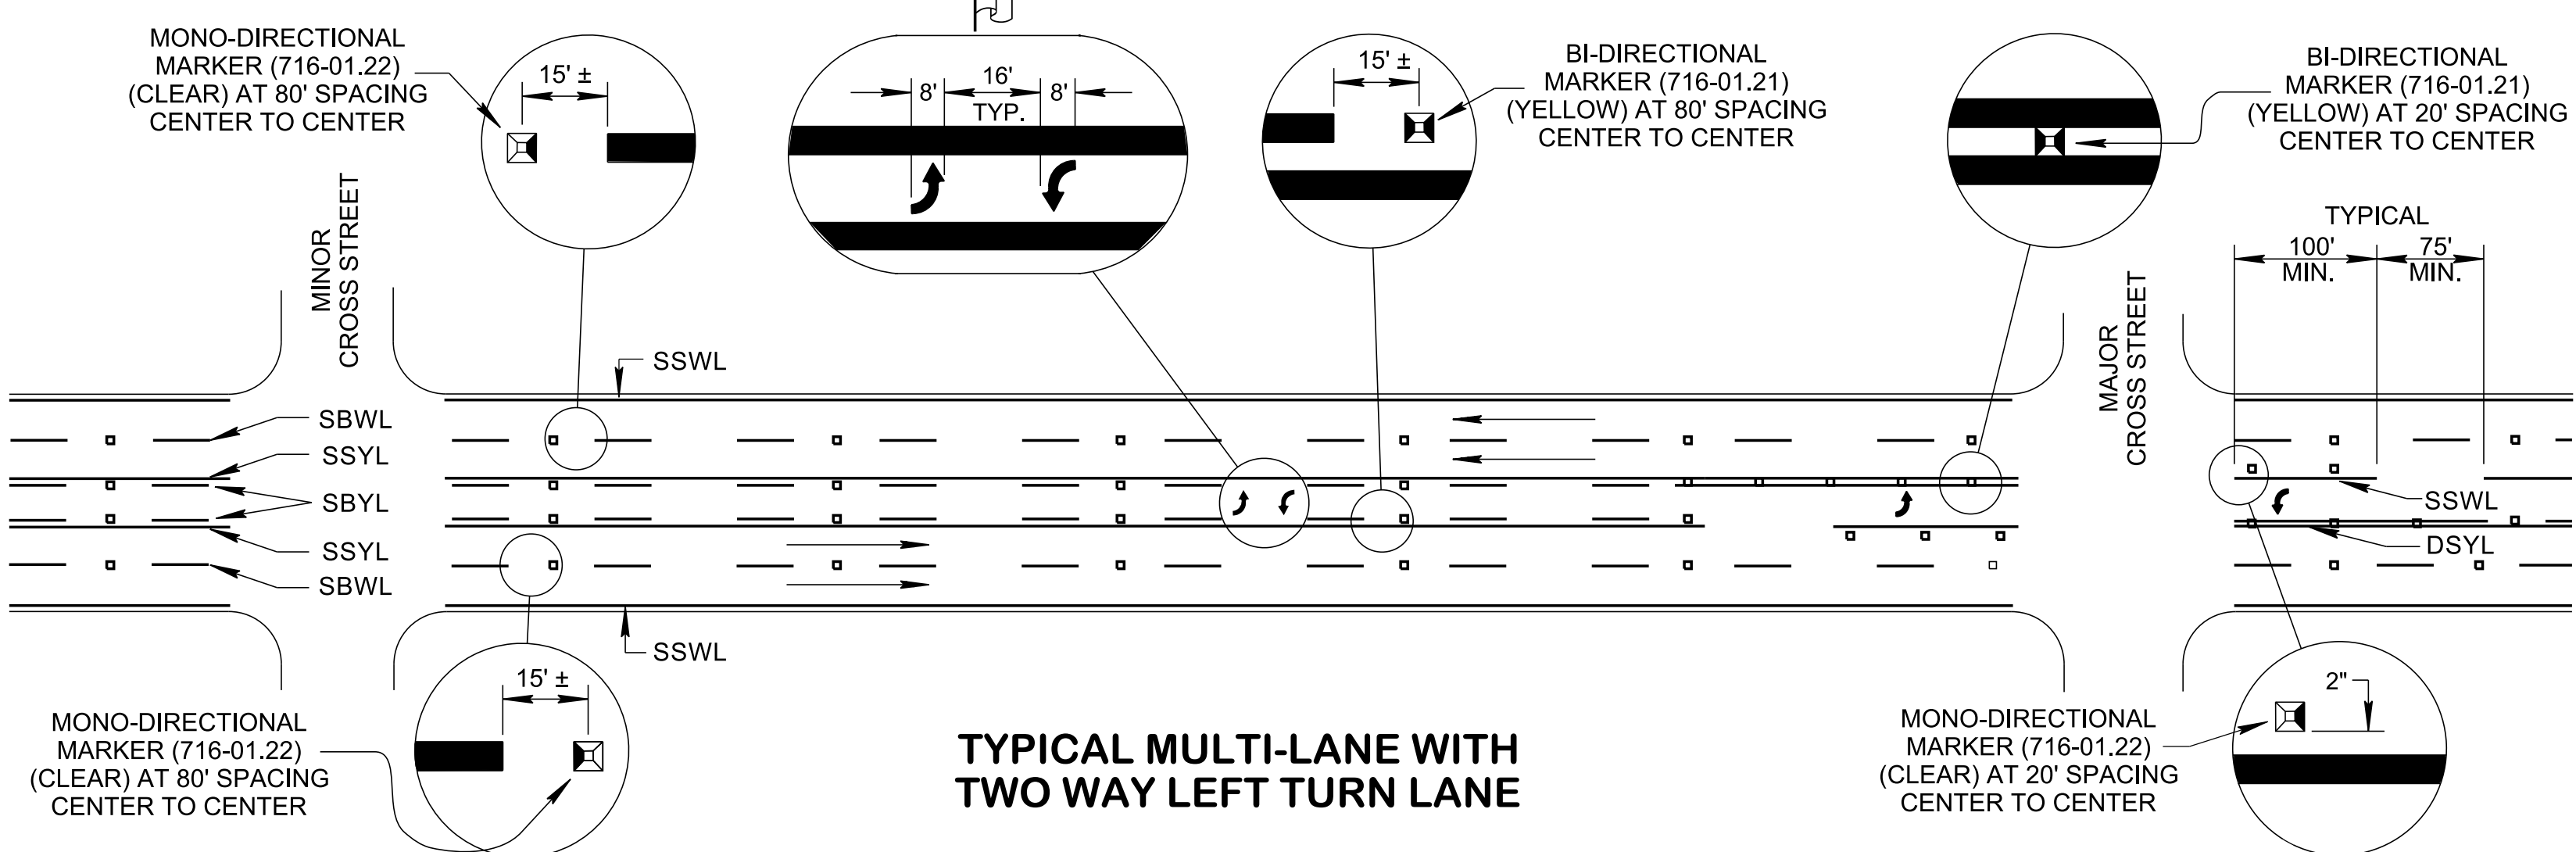 MONO-DIRECTIONAL
MARKER (716-01.22)
(CLEAR) AT 80' SPACING
CENTER TO CENTER
15' ±
8'
16'
TYP.
8'
15' ±
BI-DIRECTIONAL
MARKER (716-01.21)
(YELLOW) AT 80' SPACING
CENTER TO CENTER
BI-DIRECTIONAL
MARKER (716-01.21)
(YELLOW) AT 20' SPACING
CENTER TO CENTER
TYPICAL
100'
MIN.
75'
MIN.
MINOR
CROSS STREET
MAJOR
CROSS STREET
SSWL
SBWL
SSYL
SBYL
SSYL
SBWL
SSWL
SSWL
DSYL
15' ±
MONO-DIRECTIONAL
MARKER (716-01.22)
(CLEAR) AT 80' SPACING
CENTER TO CENTER
TYPICAL MULTI-LANE WITH
TWO WAY LEFT TURN LANE
MONO-DIRECTIONAL
MARKER (716-01.22)
(CLEAR) AT 20' SPACING
CENTER TO CENTER
2"